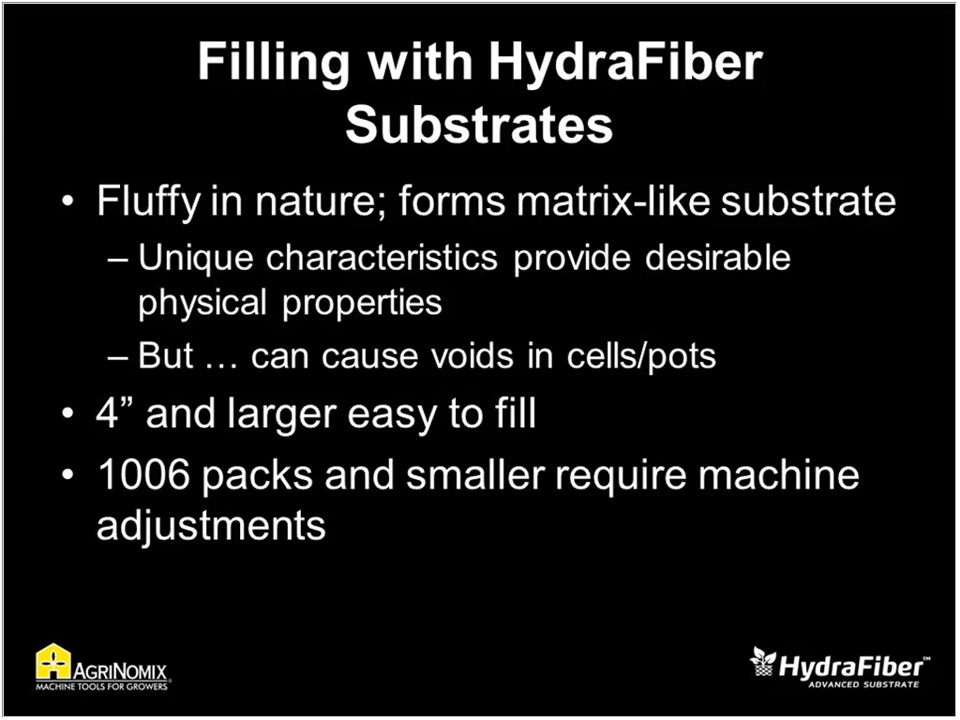 Filling with HydraFiber
Substrates
• Fluffy in nature; forms matrix-like substrate
– Unique characteristics provide desirable
physical properties
– But … can cause voids in cells/pots
• 4” and larger easy to fill
• 1006 packs and smaller require machine
adjustments
AGRINOMIX
MACHINE TOOLS FOR GROWERS®
HydraFiber™
ADVANCED SUBSTRATE